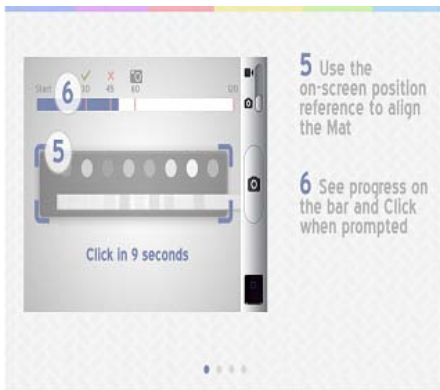 Start
6
30
45
60
120
5
Click in 9 seconds
5 Use the
on-screen position
reference to align
the Mat
6 See progress on
the bar and Click
when prompted